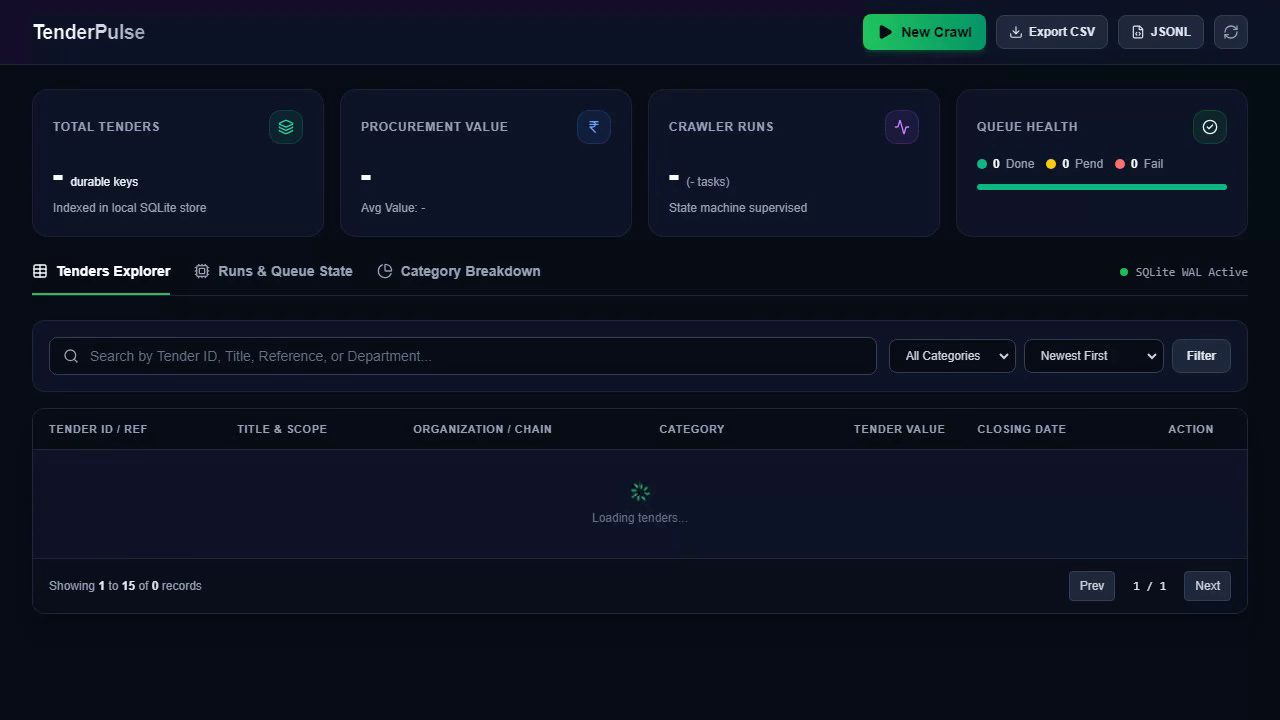 TenderPulse
New Crawl
Export CSV
JSONL
TOTAL TENDERS
- durable keys
Indexed in local SQLite store
PROCUREMENT VALUE
-
Avg Value: -
CRAWLER RUNS
- (- tasks)
State machine supervised
QUEUE HEALTH
0 Done 0 Pend 0 Fail
Tenders Explorer
Runs & Queue State
Category Breakdown
SQLite WAL Active
Search by Tender ID, Title, Reference, or Department...
All Categories
Newest First
Filter
TENDER ID / REF TITLE & SCOPE ORGANIZATION / CHAIN CATEGORY TENDER VALUE CLOSING DATE ACTION
Loading tenders...
Showing 1 to 15 of 0 records
Prev 1 / 1 Next